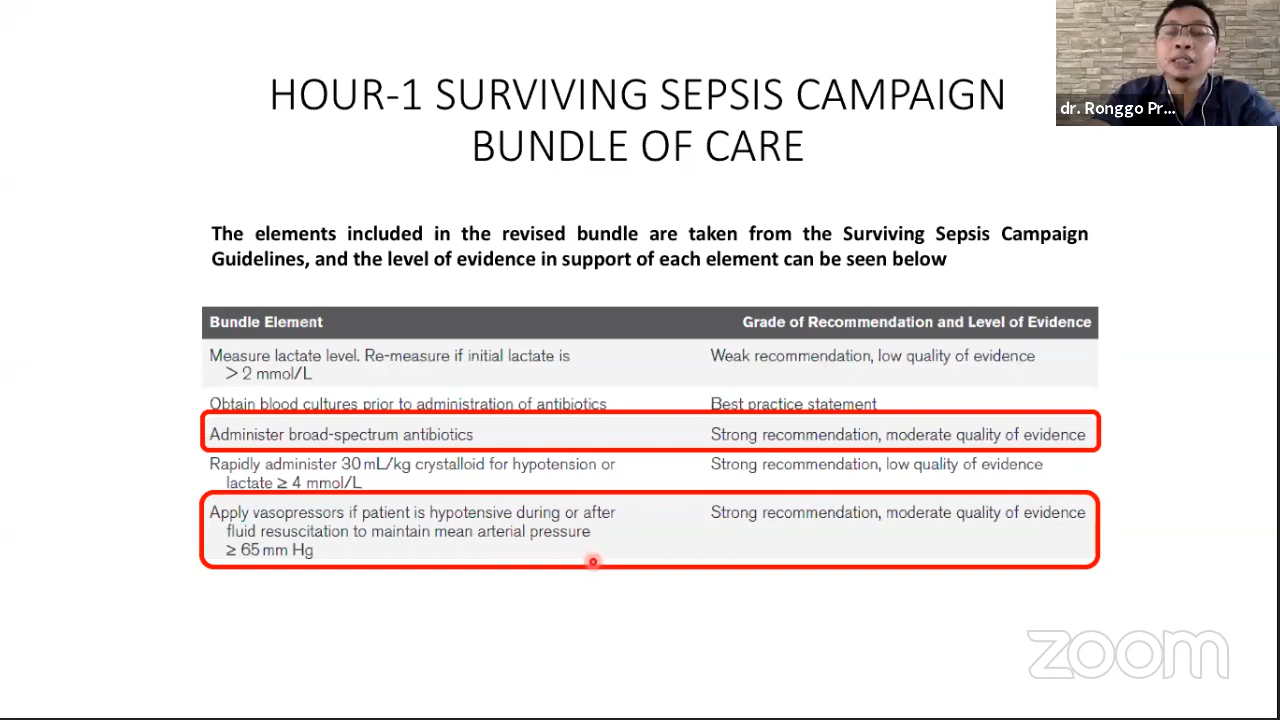 dr. Ronggo Pr...
HOUR-1 SURVIVING SEPSIS CAMPAIGN
BUNDLE OF CARE
The elements included in the revised bundle are taken from the Surviving Sepsis Campaign
Guidelines, and the level of evidence in support of each element can be seen below
Bundle Element Grade of Recommendation and Level of Evidence
Measure lactate level. Re-measure if initial lactate is Weak recommendation, low quality of evidence
> 2 mmol/L
Obtain blood cultures prior to administration of antibiotics Best practice statement
Administer broad-spectrum antibiotics Strong recommendation, moderate quality of evidence
Rapidly administer 30 mL/kg crystalloid for hypotension or Strong recommendation, low quality of evidence
lactate ≥ 4 mmol/L
Apply vasopressors if patient is hypotensive during or after Strong recommendation, moderate quality of evidence
fluid resuscitation to maintain mean arterial pressure
≥ 65 mm Hg
zoom